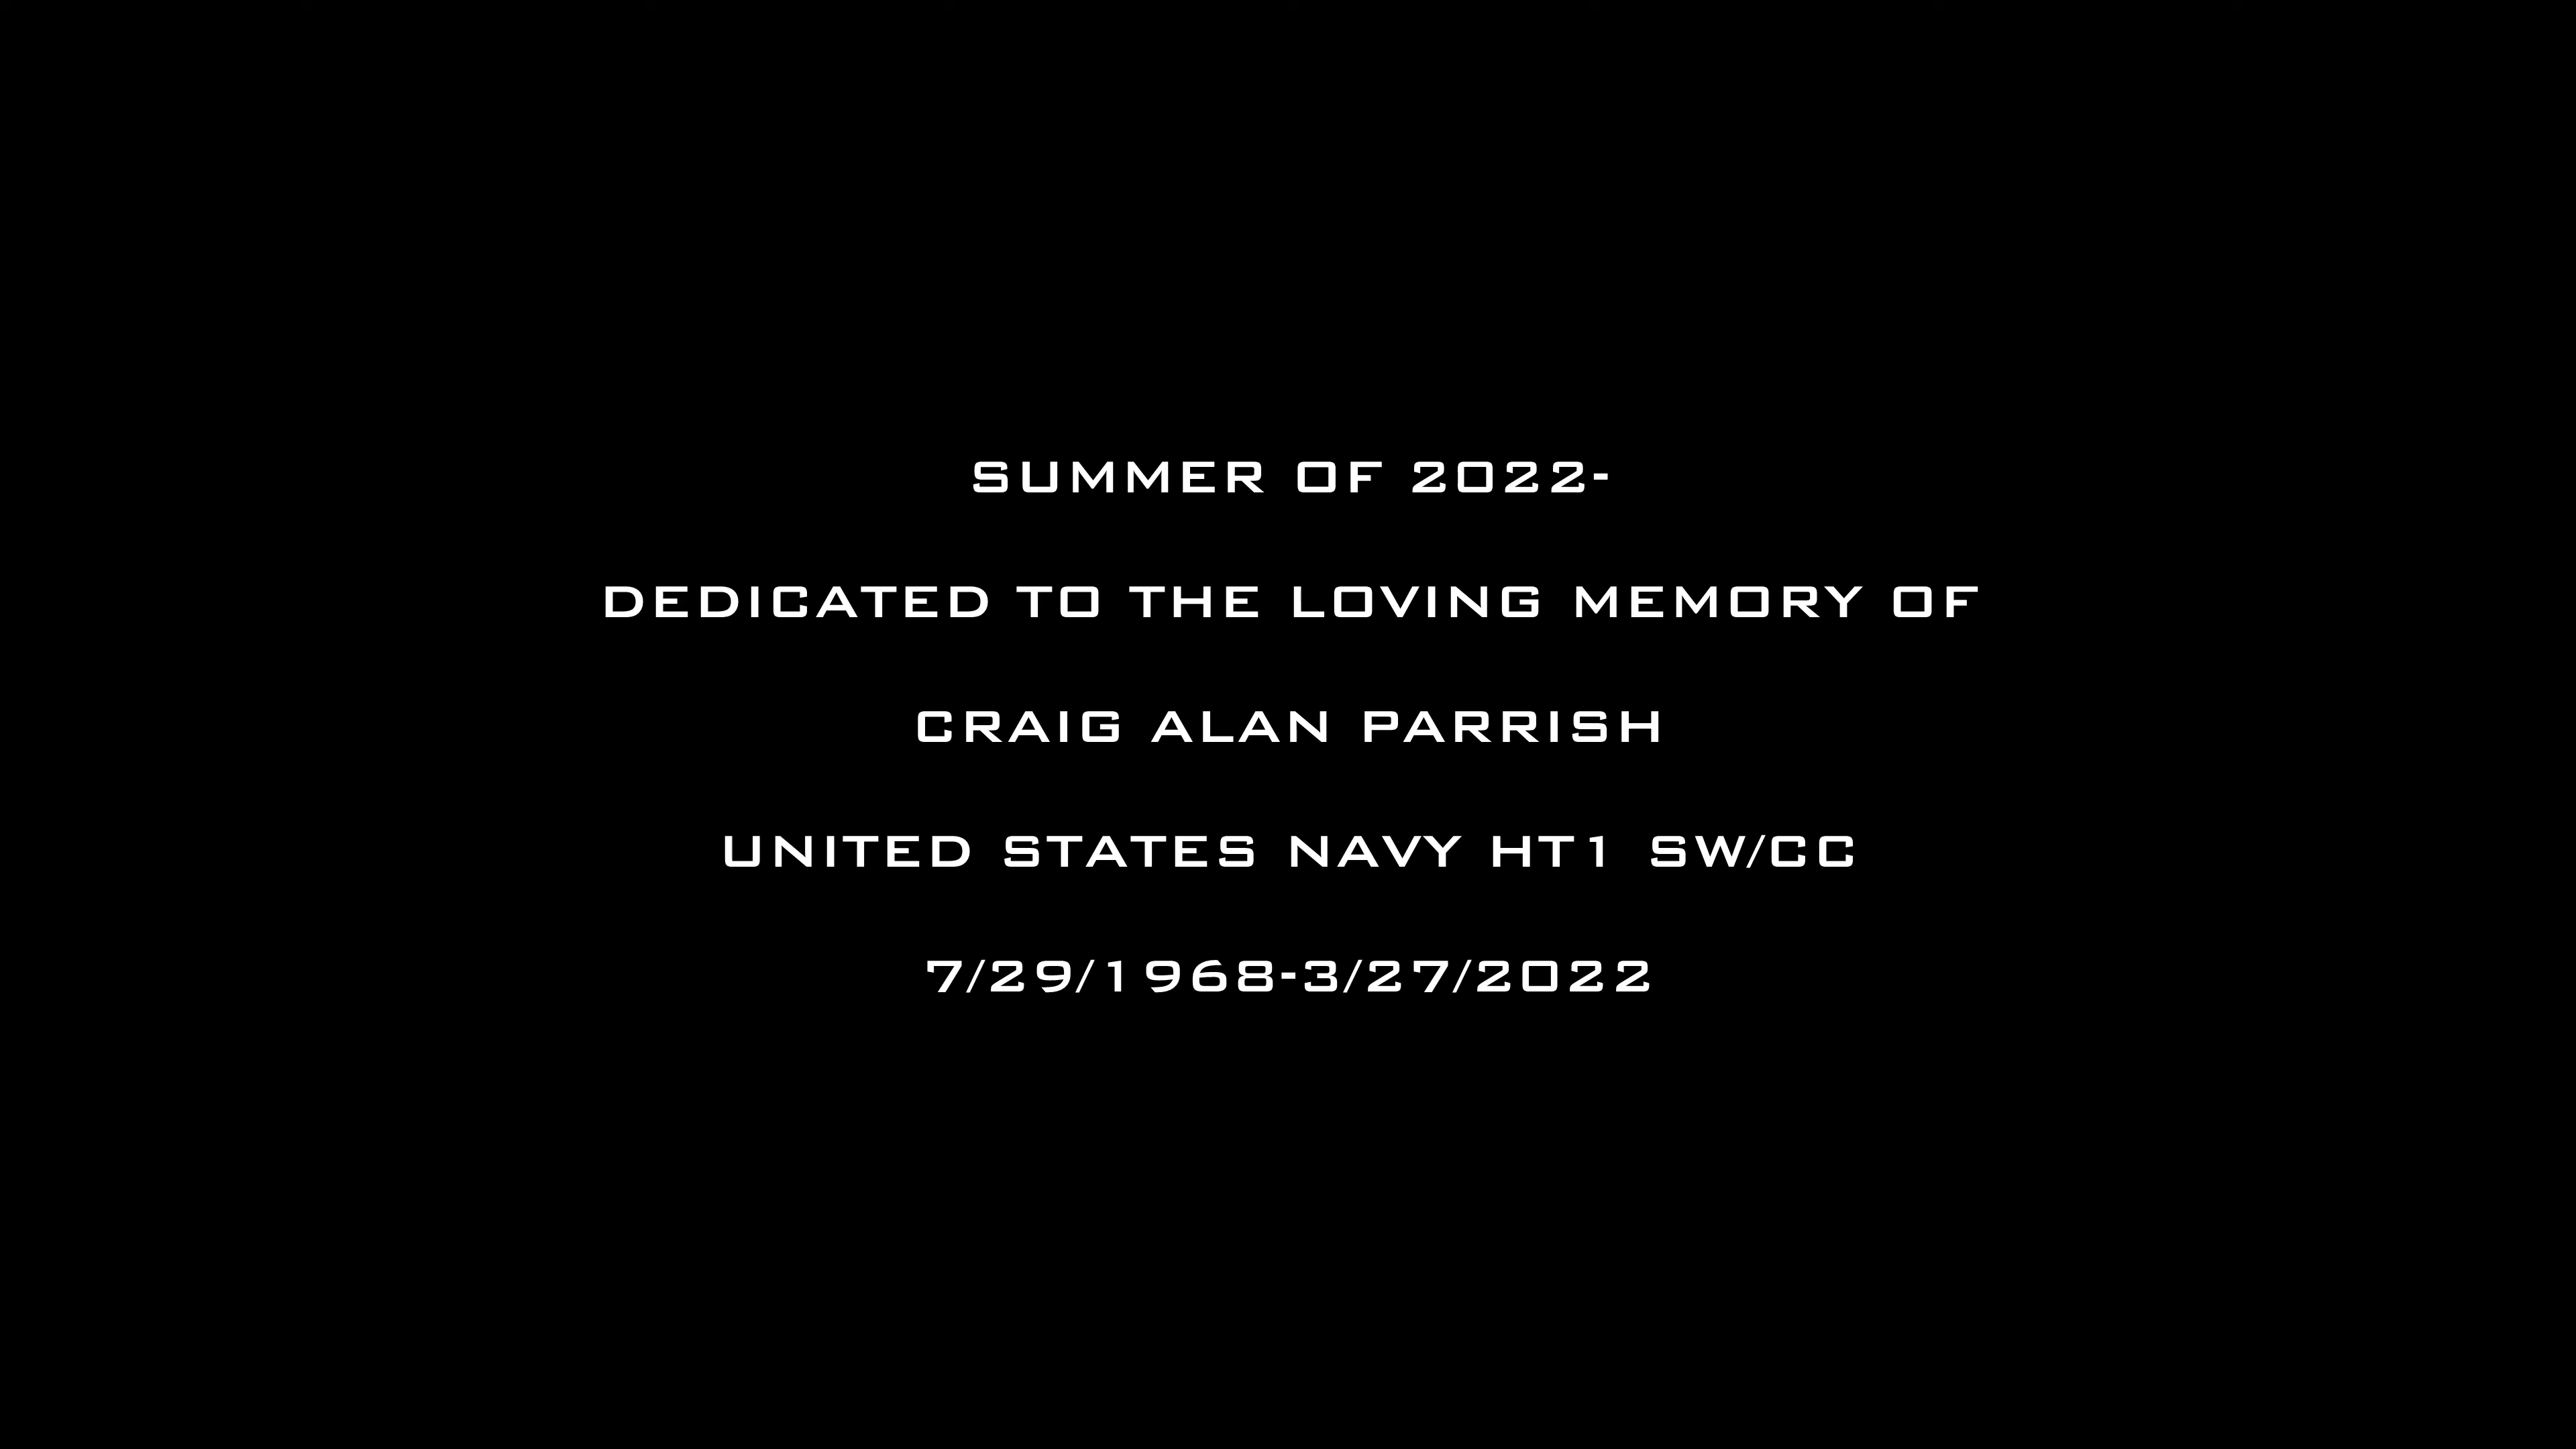 SUMMER OF 2022-
DEDICATED TO THE LOVING MEMORY OF
CRAIG ALAN PARRISH
UNITED STATES NAVY HT1 SW/CC
7/29/1968-3/27/2022